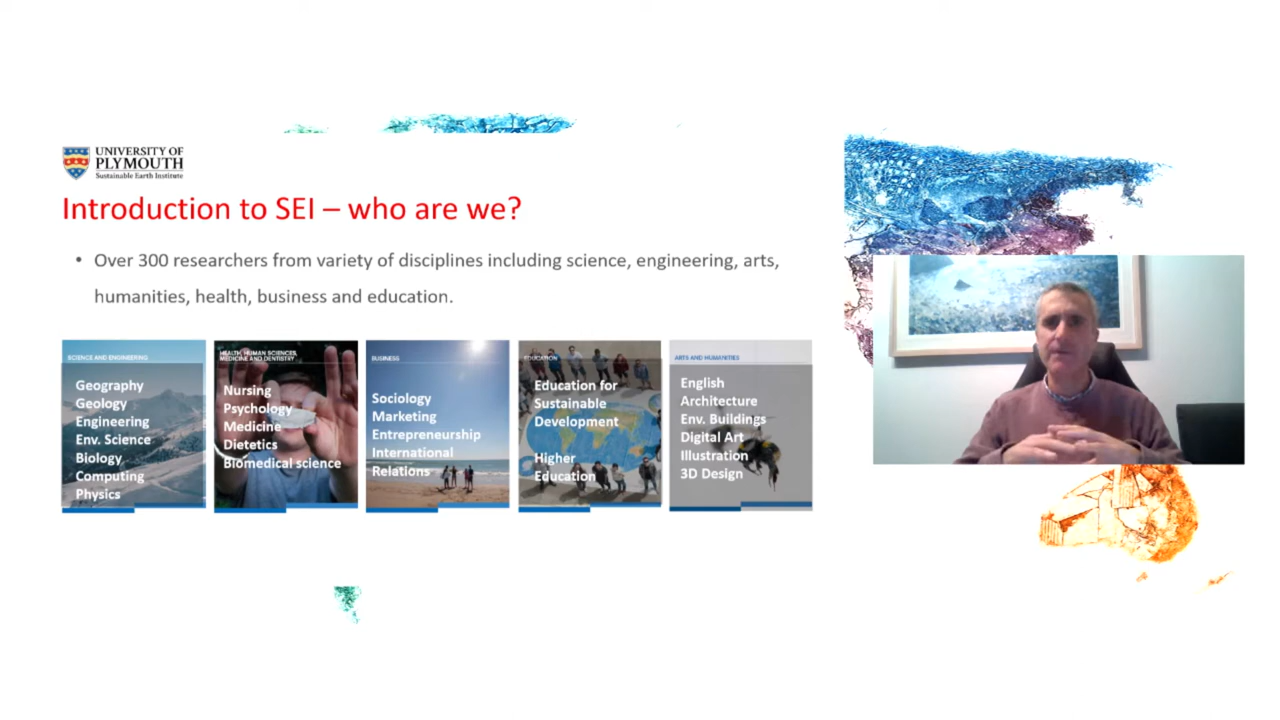 UNIVERSITY OF
PLYMOUTH
Sustainable Earth Institute
Introduction to SEI – who are we?
• Over 300 researchers from variety of disciplines including science, engineering, arts,
humanities, health, business and education.
SCIENCE AND ENGINEERING
Geography
Geology
Engineering
Env. Science
Biology
Computing
Physics
HEALTH, HUMAN SCIENCES,
MEDICINE AND DENTISTRY
Nursing
Psychology
Medicine
Dietetics
Biomedical science
BUSINESS
Sociology
Marketing
Entrepreneurship
International
Relations
EDUCATION
Education for
Sustainable
Development
Higher
Education
ARTS AND HUMANITIES
English
Architecture
Env. Buildings
Digital Art
Illustration
3D Design